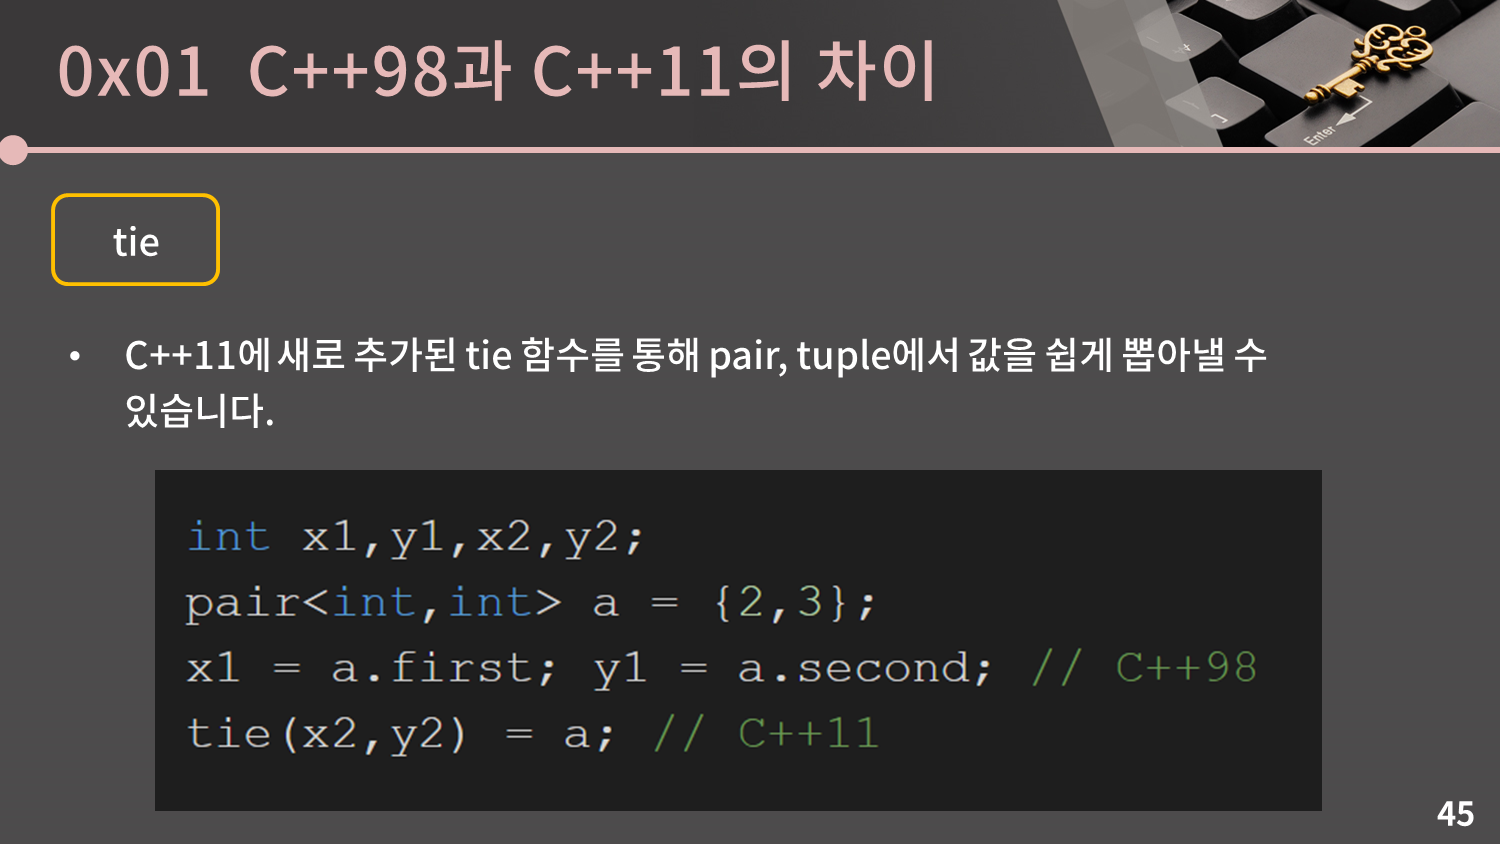 0x01 C++98과 C++11의 차이
Enter
tie
• C++11에 새로 추가된 tie 함수를 통해 pair, tuple에서 값을 쉽게 뽑아낼 수
있습니다.
int x1,y1,x2,y2;
pair<int,int> a = {2,3};
x1 = a.first; y1 = a.second; // C++98
tie(x2,y2) = a; // C++11
45